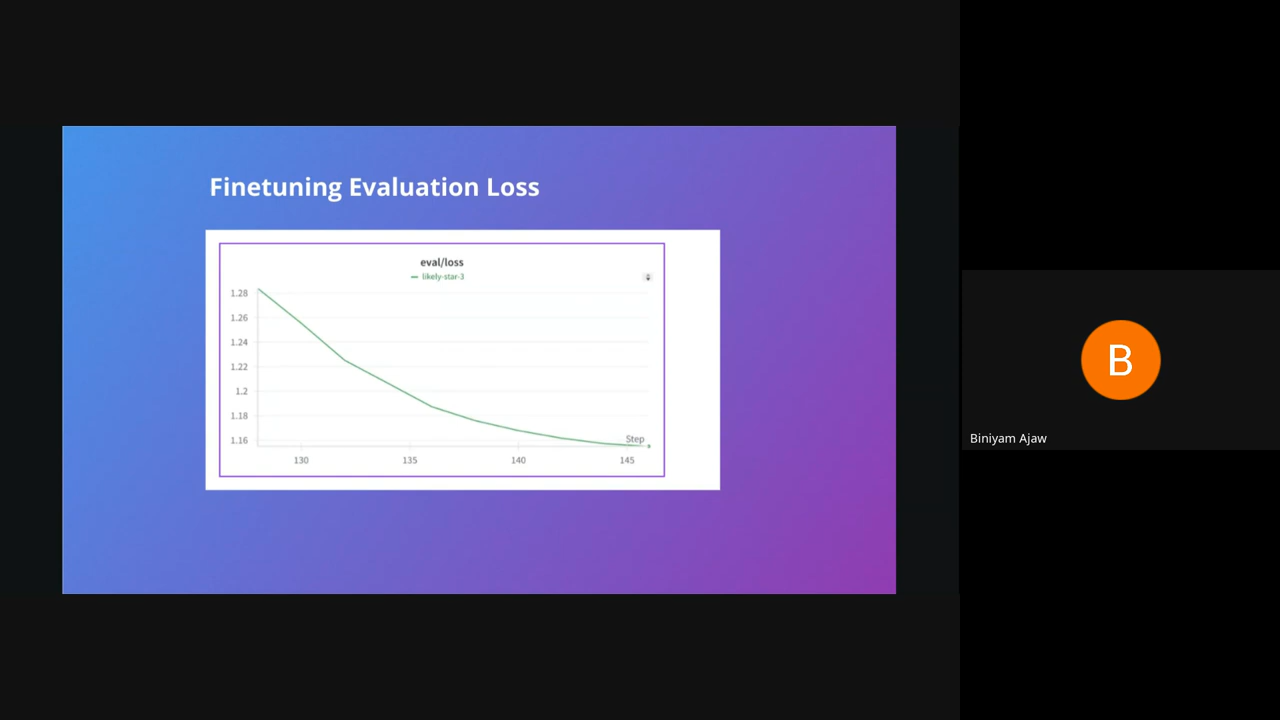 Finetuning Evaluation Loss
eval/loss
likely-star-3
1.28
1.26
1.24
1.22
1.2
1.18
1.16
Step
130 135 140 145
B
Biniyam Ajaw